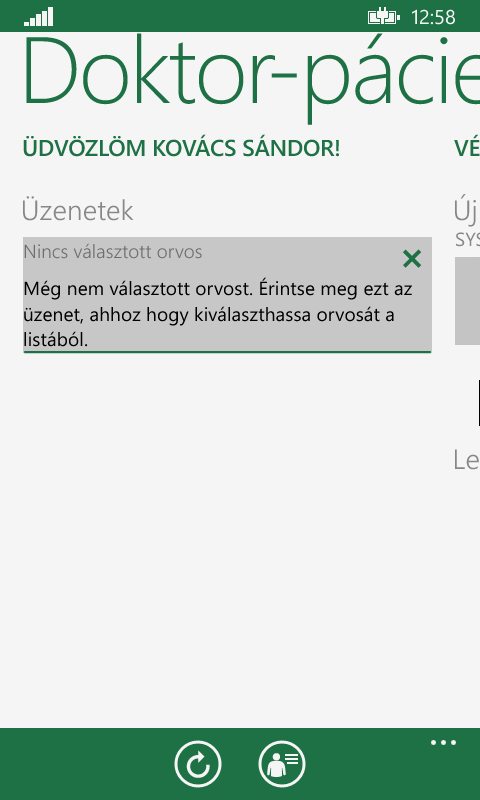 12:58
Doktor-pácie
ÜDVÖZLÖM KOVÁCS SÁNDOR!
VÉ
Üzenetek
Új
SYS
Nincs választott orvos
Még nem választott orvost. Érintse meg ezt az
üzenet, ahhoz hogy kiválaszthassa orvosát a
listából.
Le